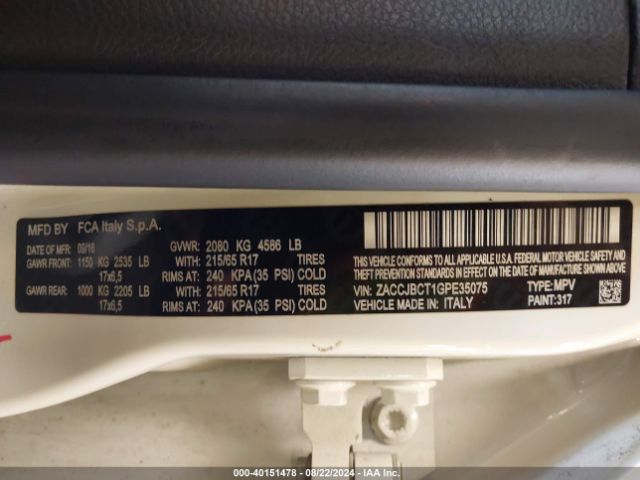 MFD BY FCA Italy S.p.A.
DATE OF MFR: 09/16 GVWR: 2080 KG 4586 LB
GAWR FRONT: 1150 KG 2535 LB WITH: 215/65 R17 TIRES
17x6,5 RIMS AT: 240 KPA(35 PSI) COLD
GAWR REAR: 1000 KG 2205 LB WITH: 215/65 R17 TIRES
17x6,5 RIMS AT: 240 KPA(35 PSI) COLD
THIS VEHICLE CONFORMS TO ALL APPLICABLE U.S.A. FEDERAL MOTOR VEHICLE SAFETY AND
THEFT PREVENTION STANDARDS IN EFFECT ON THE DATE OF MANUFACTURE SHOWN ABOVE
VIN: ZACCJBCT1GPE35075 TYPE: MPV
VEHICLE MADE IN: ITALY PAINT: 317
000-40151478 - 08/22/2024 - IAA Inc.